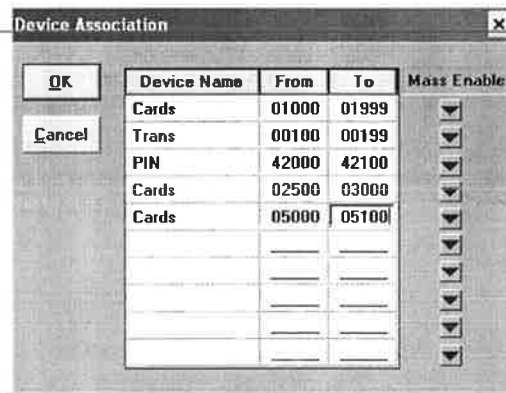 Device Association
OK
Cancel
Device Name From To Mass Enable
Cards 01000 01999
Trans 00100 00199
PIN 42000 42100
Cards 02500 03000
Cards 05000 05100